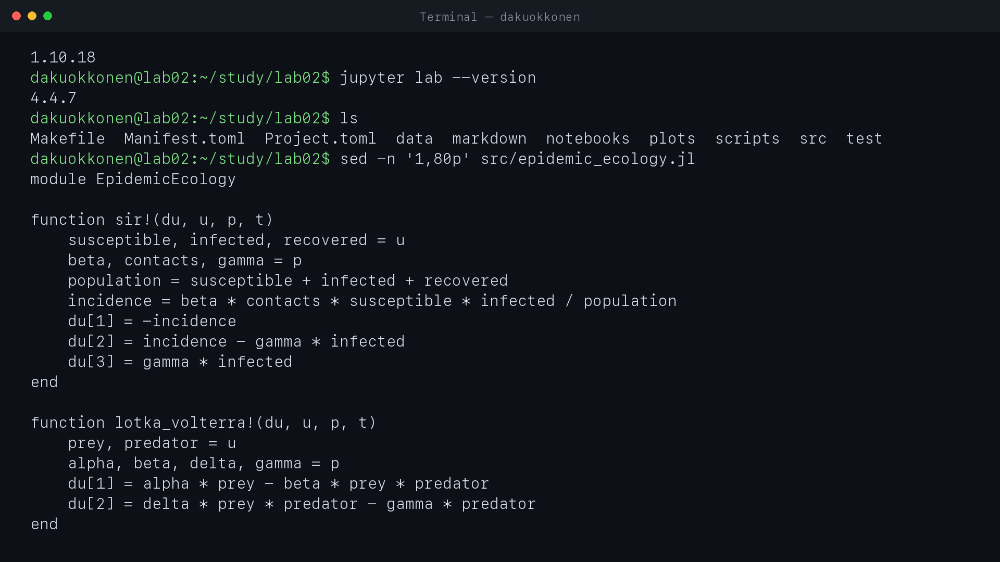 Terminal — dakuokkonen
1.10.18
dakuokkonen@lab02:~/study/lab02$ jupyter lab --version
4.4.7
dakuokkonen@lab02:~/study/lab02$ ls
Makefile  Manifest.toml  Project.toml  data  markdown  notebooks  plots  scripts  src  test
dakuokkonen@lab02:~/study/lab02$ sed -n '1,80p' src/epidemic_ecology.jl
module EpidemicEcology

function sir!(du, u, p, t)
    susceptible, infected, recovered = u
    beta, contacts, gamma = p
    population = susceptible + infected + recovered
    incidence = beta * contacts * susceptible * infected / population
    du[1] = -incidence
    du[2] = incidence - gamma * infected
    du[3] = gamma * infected
end

function lotka_volterra!(du, u, p, t)
    prey, predator = u
    alpha, beta, delta, gamma = p
    du[1] = alpha * prey - beta * prey * predator
    du[2] = delta * prey * predator - gamma * predator
end